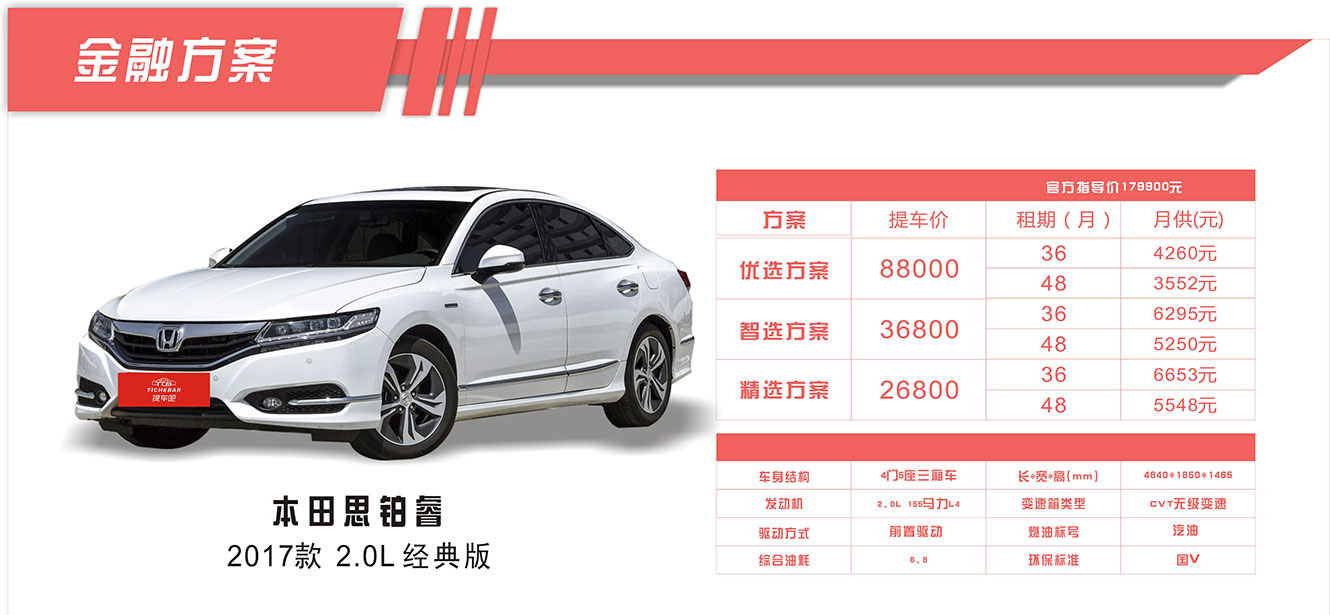 金融方案
官方指导价179900元
方案 提车价 租期（月） 月供(元)
优选方案 88000 36 4260元
48 3552元
智选方案 36800 36 6295元
48 5250元
精选方案 26800 36 6653元
48 5548元
TCB
TICHEBAR
提车吧
车身结构 4门5座三厢车 长*宽*高(mm) 4840*1850*1465
发动机 2.0L 155马力L4 变速箱类型 CVT无级变速
驱动方式 前置驱动 燃油标号 汽油
综合油耗 6.8 环保标准 国V
本田思铂睿
2017款 2.0L 经典版